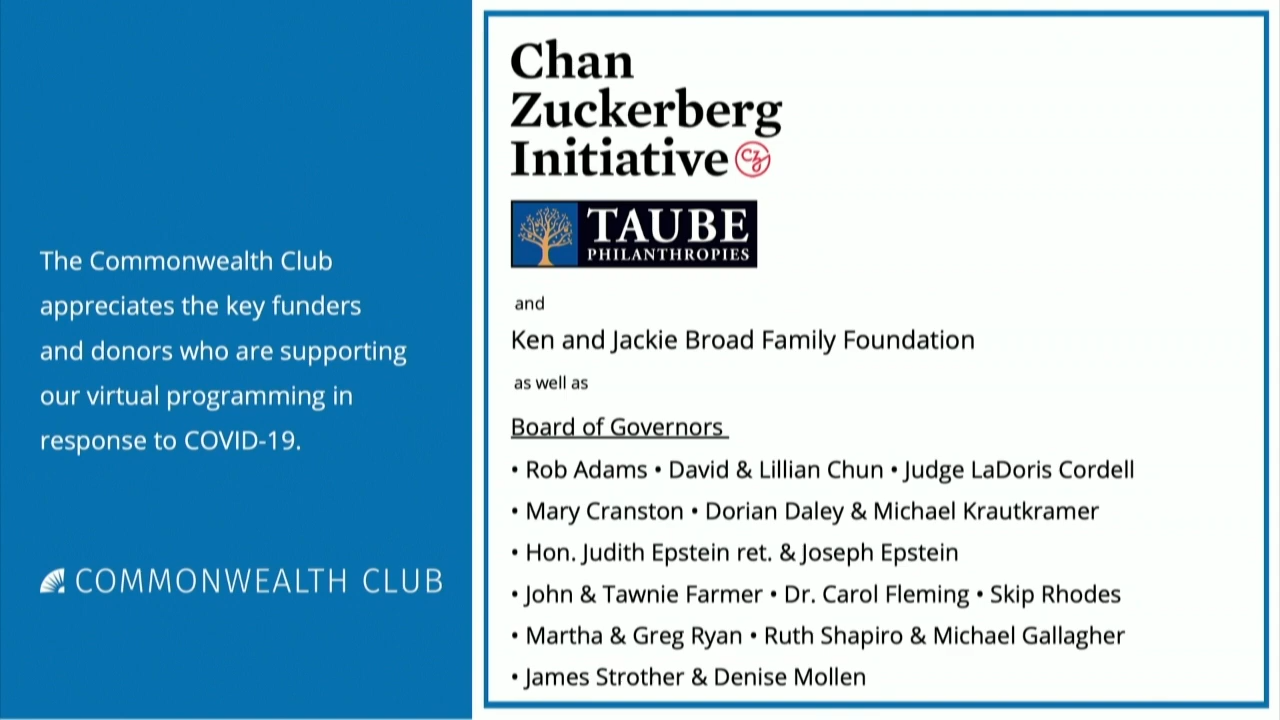 The Commonwealth Club
appreciates the key funders
and donors who are supporting
our virtual programming in
response to COVID-19.
COMMONWEALTH CLUB
Chan
Zuckerberg
Initiative
CZI
TAUBE
PHILANTHROPIES
and
Ken and Jackie Broad Family Foundation
as well as
Board of Governors
• Rob Adams • David & Lillian Chun • Judge LaDoris Cordell
• Mary Cranston • Dorian Daley & Michael Krautkramer
• Hon. Judith Epstein ret. & Joseph Epstein
• John & Tawnie Farmer • Dr. Carol Fleming • Skip Rhodes
• Martha & Greg Ryan • Ruth Shapiro & Michael Gallagher
• James Strother & Denise Mollen